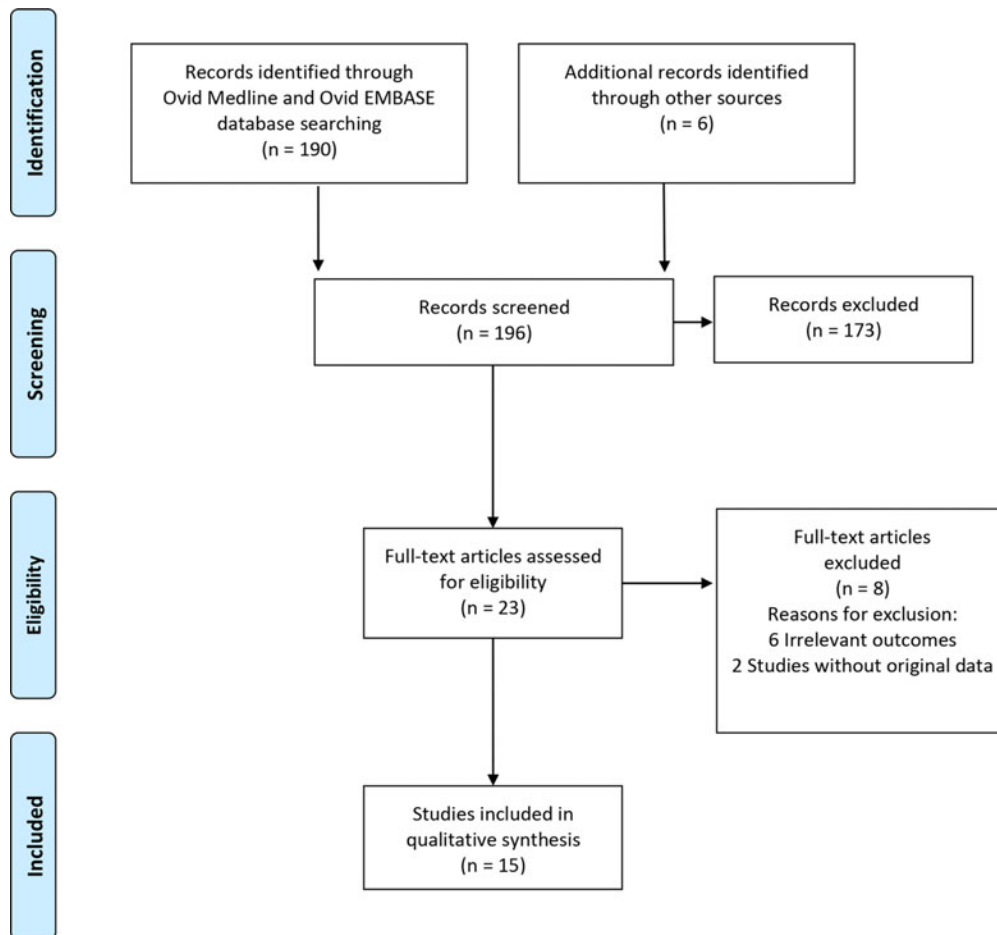 Identification
Records identified through
Ovid Medline and Ovid EMBASE
database searching
(n = 190)
Additional records identified
through other sources
(n = 6)
Screening
Records screened
(n = 196)
Records excluded
(n = 173)
Eligibility
Full-text articles assessed
for eligibility
(n = 23)
Full-text articles
excluded
(n = 8)
Reasons for exclusion:
6 Irrelevant outcomes
2 Studies without original data
Included
Studies included in
qualitative synthesis
(n = 15)